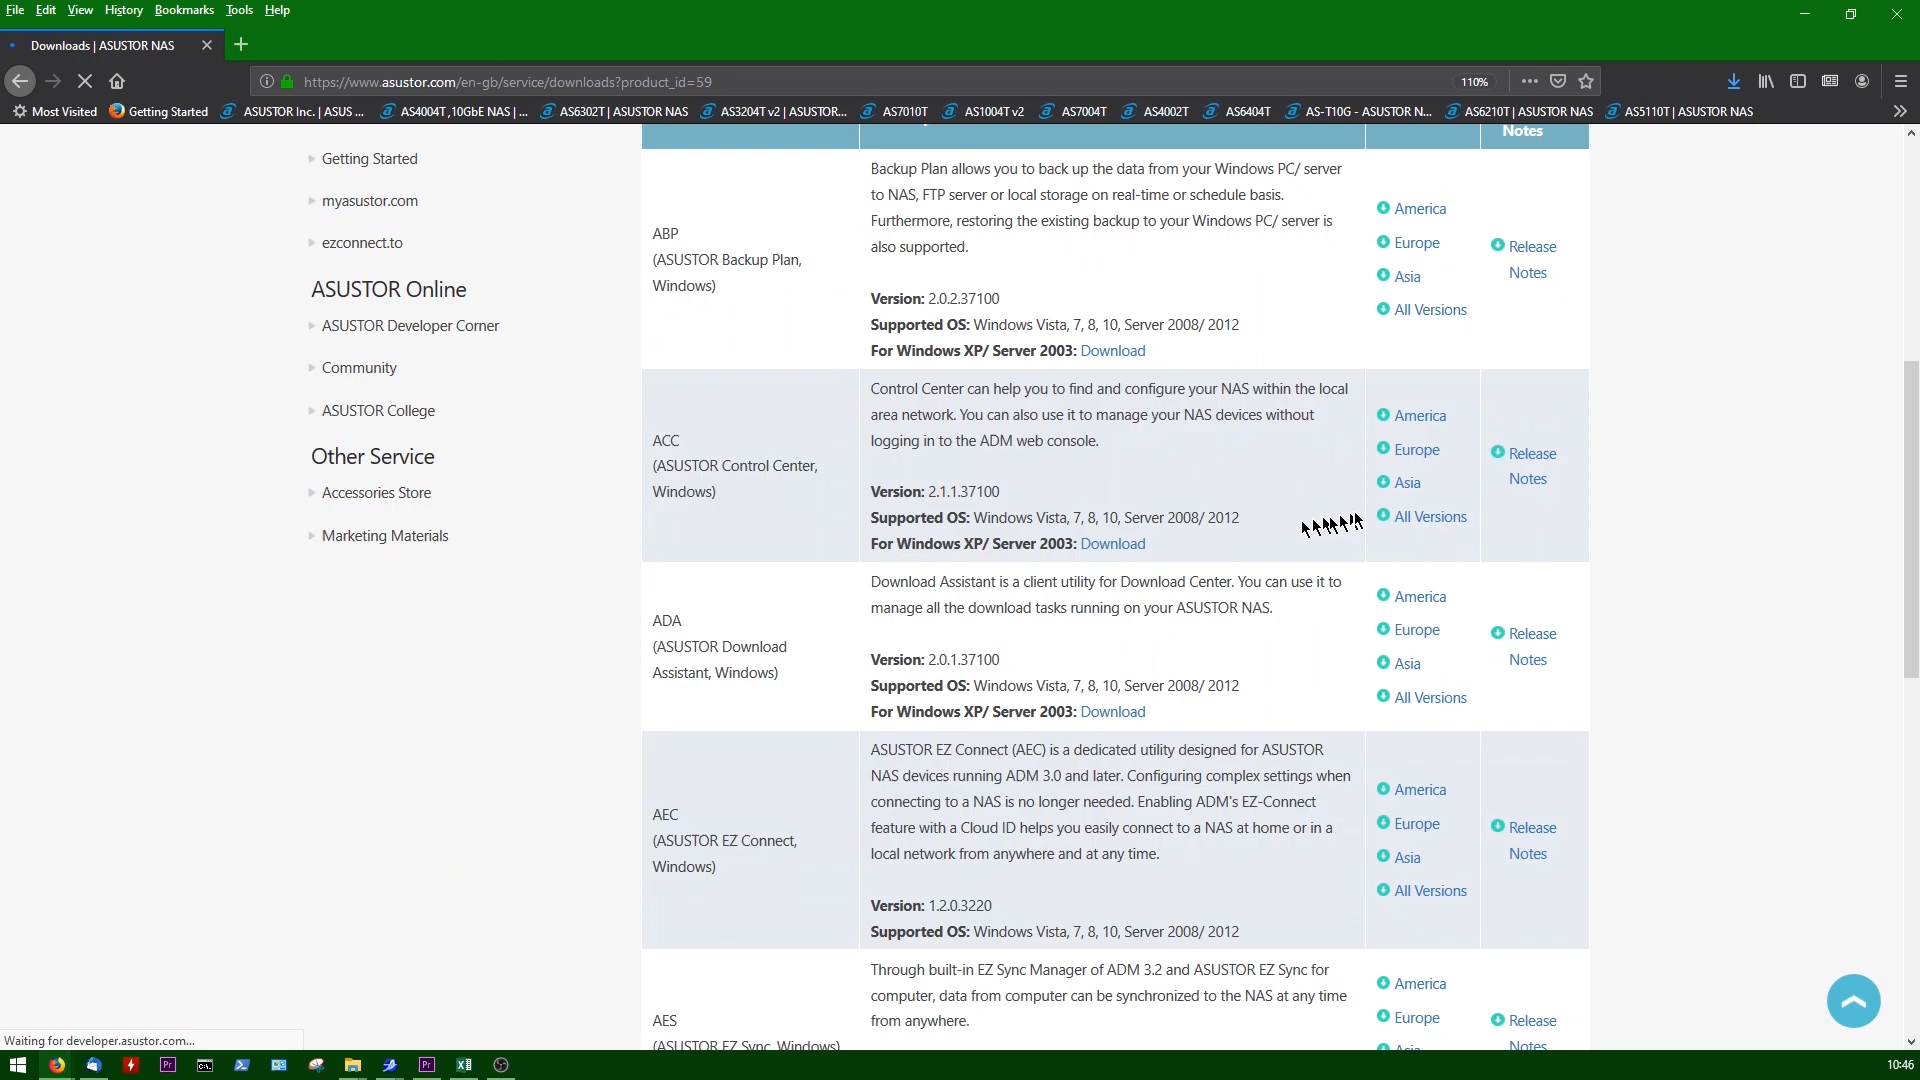 File Edit View History Bookmarks Tools Help
Downloads | ASUSTOR NAS
https://www.asustor.com/en-gb/service/downloads?product_id=59
110%
Most Visited Getting Started ASUSTOR Inc. | ASUS ... AS4004T ,10GbE NAS | ... AS6302T | ASUSTOR NAS AS3204T v2 | ASUSTOR... AS7010T AS1004T v2 AS7004T AS4002T AS6404T AS-T10G - ASUSTOR N... AS6210T | ASUSTOR NAS AS5110T | ASUSTOR NAS
Getting Started
myasustor.com
ezconnect.to
ASUSTOR Online
ASUSTOR Developer Corner
Community
ASUSTOR College
Other Service
Accessories Store
Marketing Materials
Notes
ABP
(ASUSTOR Backup Plan,
Windows)
Backup Plan allows you to back up the data from your Windows PC/ server
to NAS, FTP server or local storage on real-time or schedule basis.
Furthermore, restoring the existing backup to your Windows PC/ server is
also supported.
Version: 2.0.2.37100
Supported OS: Windows Vista, 7, 8, 10, Server 2008/ 2012
For Windows XP/ Server 2003: Download
America
Europe
Asia
All Versions
Release
Notes
ACC
(ASUSTOR Control Center,
Windows)
Control Center can help you to find and configure your NAS within the local
area network. You can also use it to manage your NAS devices without
logging in to the ADM web console.
Version: 2.1.1.37100
Supported OS: Windows Vista, 7, 8, 10, Server 2008/ 2012
For Windows XP/ Server 2003: Download
America
Europe
Asia
All Versions
Release
Notes
ADA
(ASUSTOR Download
Assistant, Windows)
Download Assistant is a client utility for Download Center. You can use it to
manage all the download tasks running on your ASUSTOR NAS.
Version: 2.0.1.37100
Supported OS: Windows Vista, 7, 8, 10, Server 2008/ 2012
For Windows XP/ Server 2003: Download
America
Europe
Asia
All Versions
Release
Notes
AEC
(ASUSTOR EZ Connect,
Windows)
ASUSTOR EZ Connect (AEC) is a dedicated utility designed for ASUSTOR
NAS devices running ADM 3.0 and later. Configuring complex settings when
connecting to a NAS is no longer needed. Enabling ADM's EZ-Connect
feature with a Cloud ID helps you easily connect to a NAS at home or in a
local network from anywhere and at any time.
Version: 1.2.0.3220
Supported OS: Windows Vista, 7, 8, 10, Server 2008/ 2012
America
Europe
Asia
All Versions
Release
Notes
AES
(ASUSTOR EZ Sync, Windows)
Through built-in EZ Sync Manager of ADM 3.2 and ASUSTOR EZ Sync for
computer, data from computer can be synchronized to the NAS at any time
from anywhere.
America
Europe
Asia
Release
Notes
Waiting for developer.asustor.com...
10:46